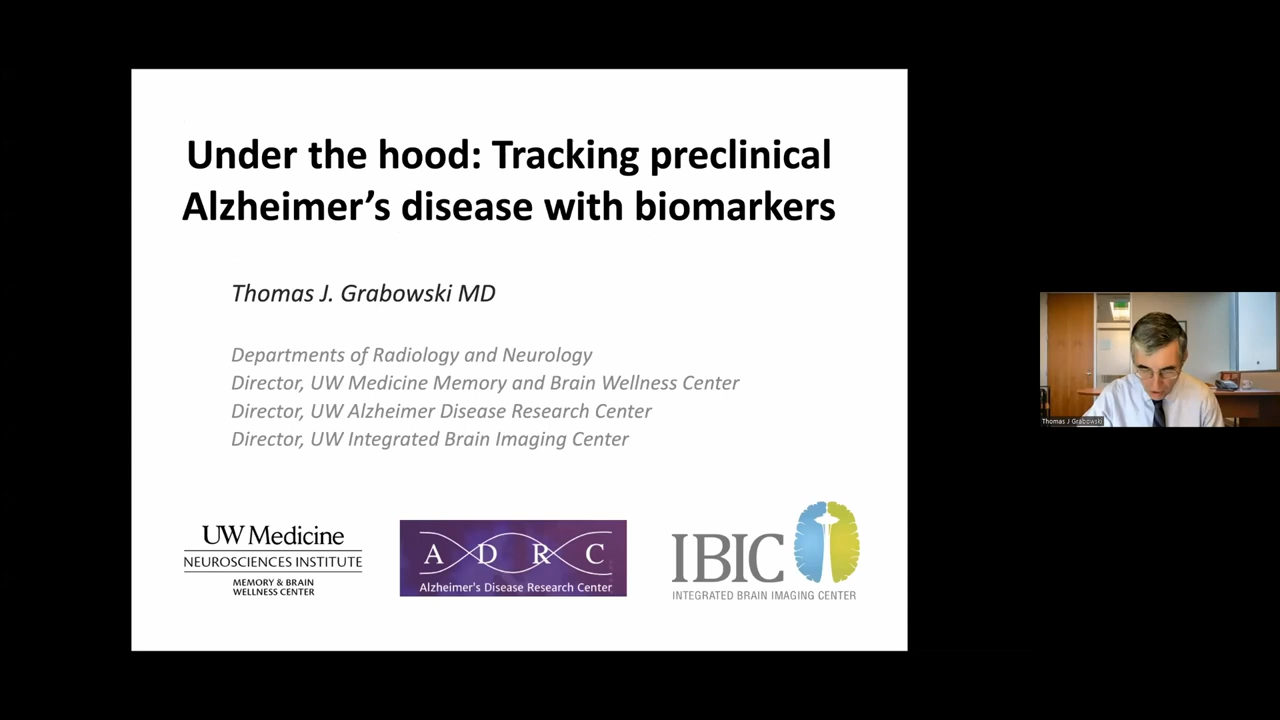 Under the hood: Tracking preclinical
Alzheimer's disease with biomarkers
Thomas J. Grabowski MD
Departments of Radiology and Neurology
Director, UW Medicine Memory and Brain Wellness Center
Director, UW Alzheimer Disease Research Center
Director, UW Integrated Brain Imaging Center
UW Medicine
NEUROSCIENCES INSTITUTE
MEMORY & BRAIN
WELLNESS CENTER
ADRC
Alzheimer's Disease Research Center
IBIC
INTEGRATED BRAIN IMAGING CENTER
Thomas J Grabowski